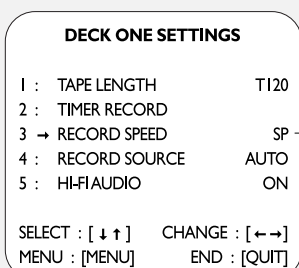 DECK ONE SETTINGS
1 : TAPE LENGTH T120
2 : TIMER RECORD
3 → RECORD SPEED SP
4 : RECORD SOURCE AUTO
5 : HI-FI AUDIO ON
SELECT : [↓↑] CHANGE : [←→]
MENU : [MENU] END : [QUIT]